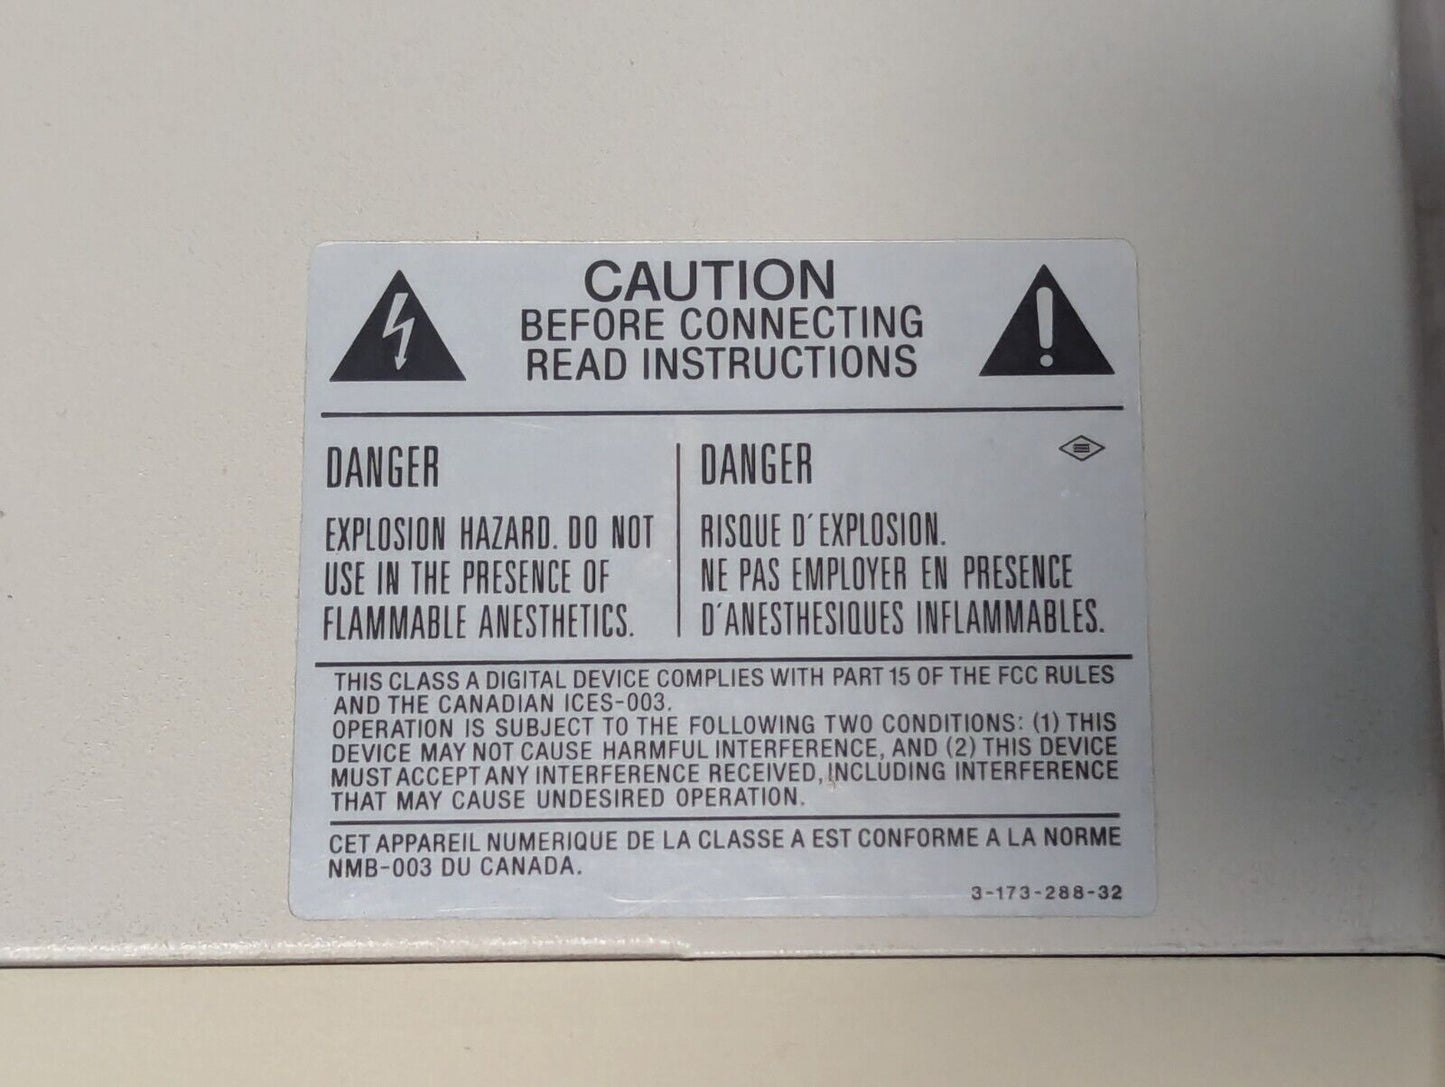 CAUTION
BEFORE CONNECTING
READ INSTRUCTIONS
DANGER
EXPLOSION HAZARD. DO NOT
USE IN THE PRESENCE OF
FLAMMABLE ANESTHETICS.
DANGER
RISQUE D´EXPLOSION.
NE PAS EMPLOYER EN PRESENCE
D´ANESTHESIQUES INFLAMMABLES.
THIS CLASS A DIGITAL DEVICE COMPLIES WITH PART 15 OF THE FCC RULES
AND THE CANADIAN ICES-003.
OPERATION IS SUBJECT TO THE FOLLOWING TWO CONDITIONS: (1) THIS
DEVICE MAY NOT CAUSE HARMFUL INTERFERENCE, AND (2) THIS DEVICE
MUST ACCEPT ANY INTERFERENCE RECEIVED, INCLUDING INTERFERENCE
THAT MAY CAUSE UNDESIRED OPERATION.
CET APPAREIL NUMERIQUE DE LA CLASSE A EST CONFORME A LA NORME
NMB-003 DU CANADA.
3-173-288-32